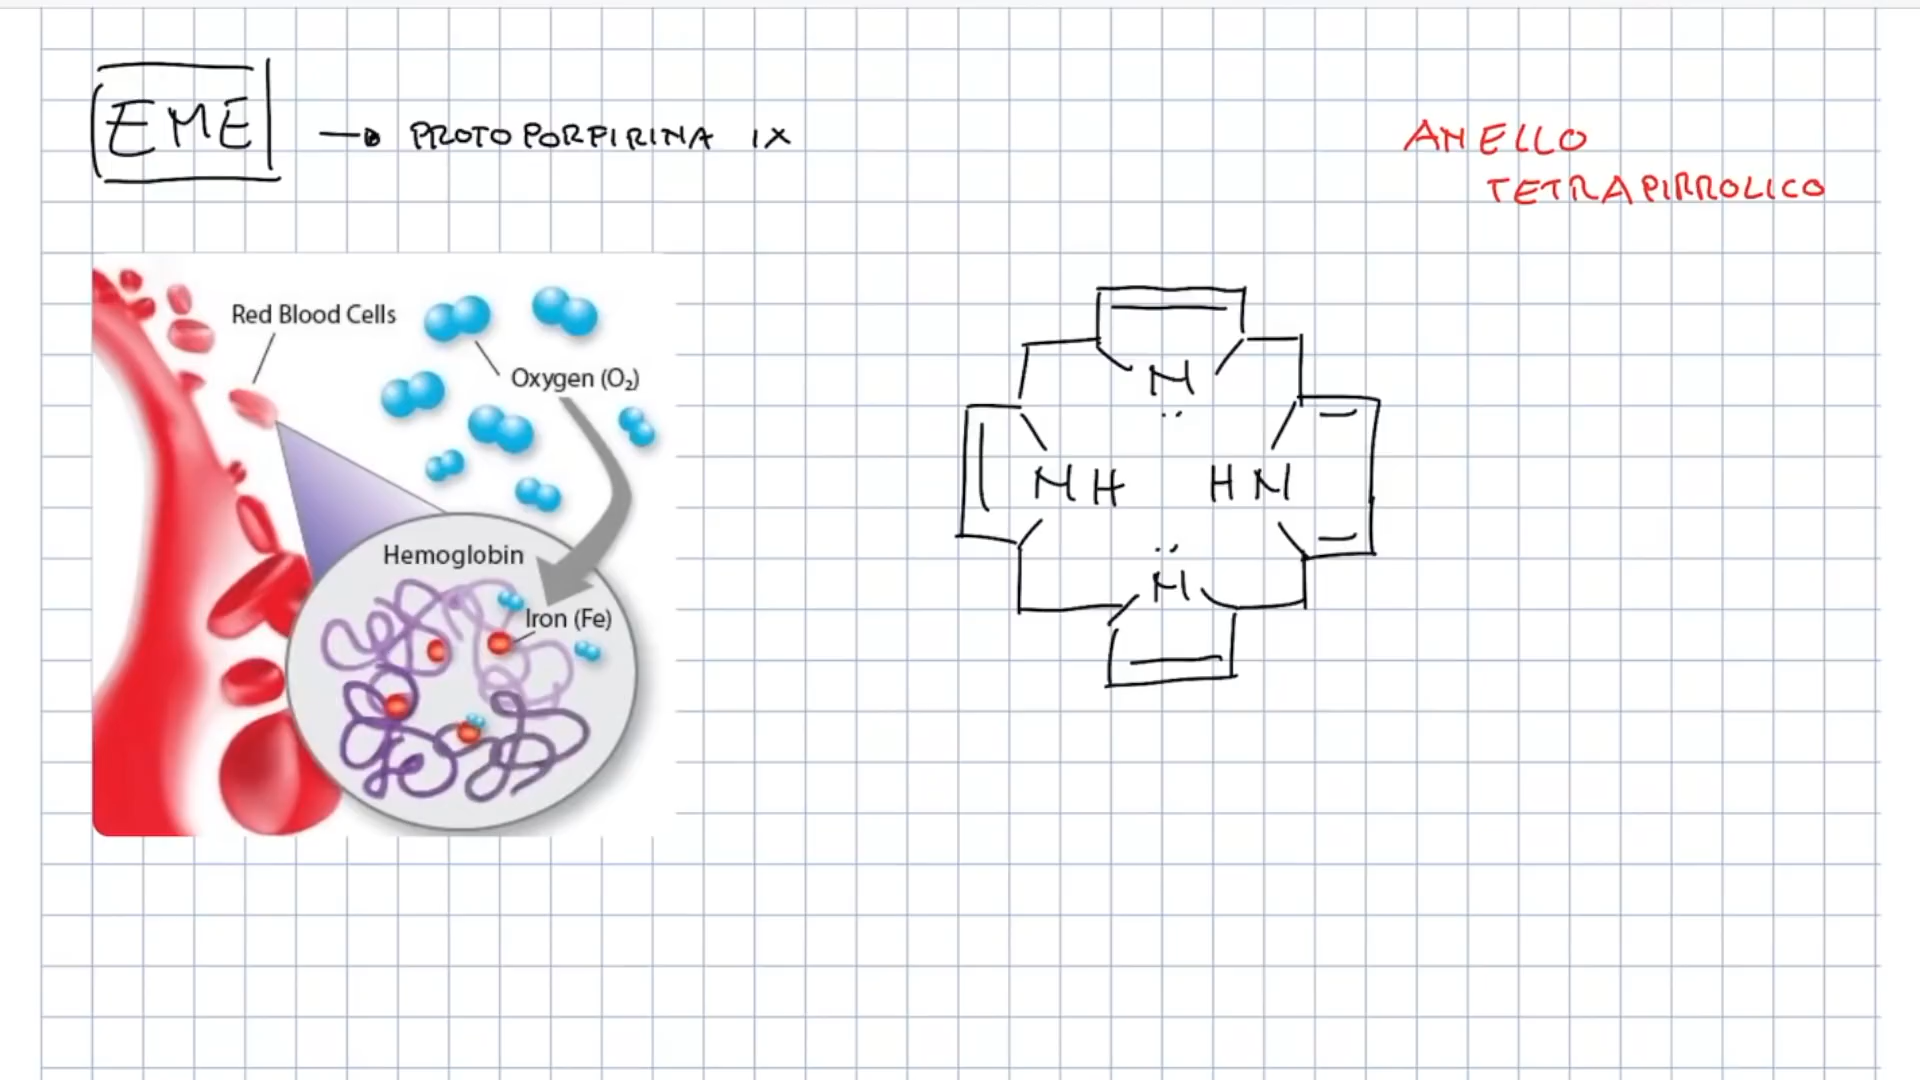 EME → PROTOPORFIRINA IX
ANELLO
TETRAPIRROLICO
Red Blood Cells
Oxygen (O₂)
Hemoglobin
Iron (Fe)
N
NH HN
N